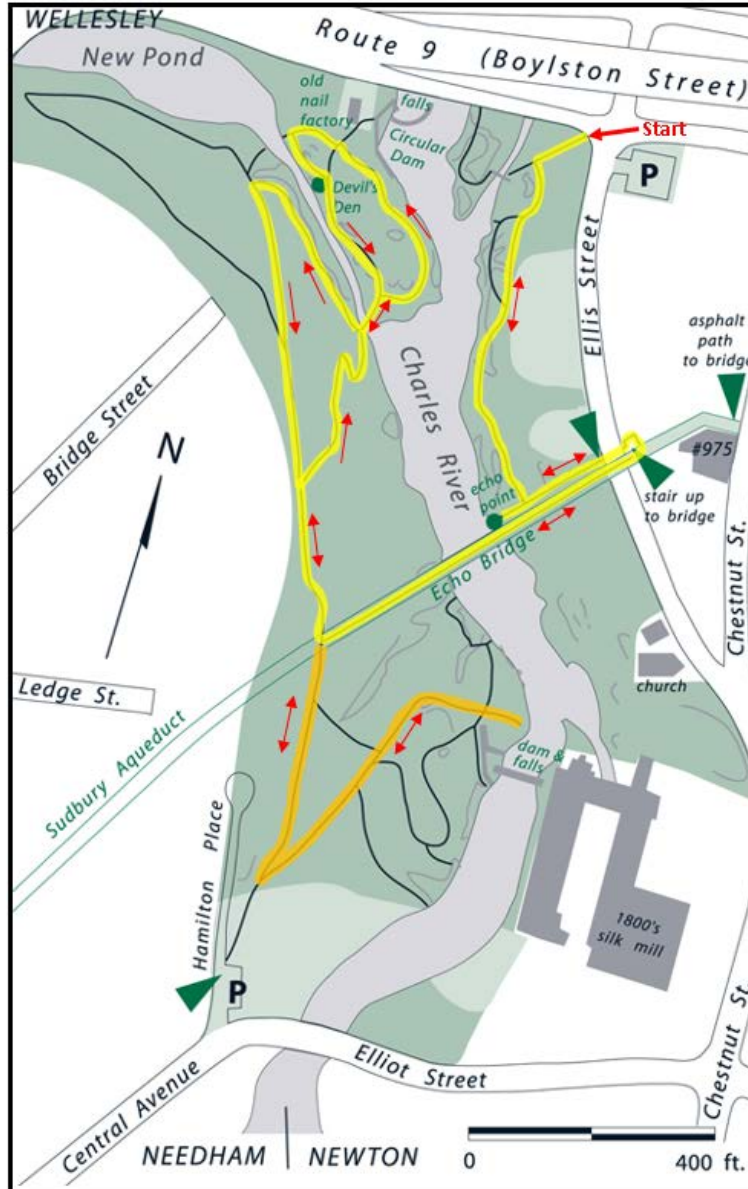 WELLESLEY
New Pond
Route 9 (Boylston Street)
old
nail
factory
falls
Circular
Dam
Start
P
Devil's
Den
Ellis Street
asphalt
path
to bridge
Bridge Street
N
Charles River
#975
echo
point
stair up
to bridge
Echo Bridge
Chestnut St.
Ledge St.
church
Sudbury Aqueduct
dam &
falls
Hamilton Place
1800's
silk mill
P
Elliot Street
Chestnut St.
Central Avenue
NEEDHAM | NEWTON
0 400 ft.